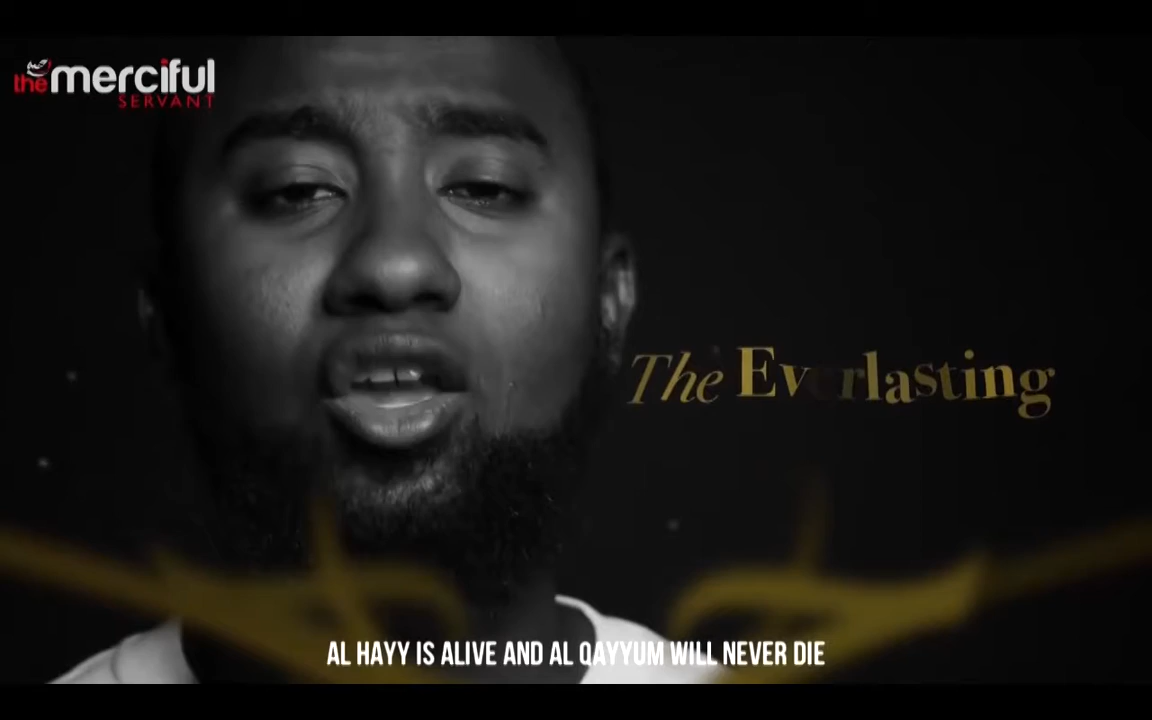 the merciful
SERVANT
The Everlasting
AL HAYY IS ALIVE AND AL QAYYUM WILL NEVER DIE